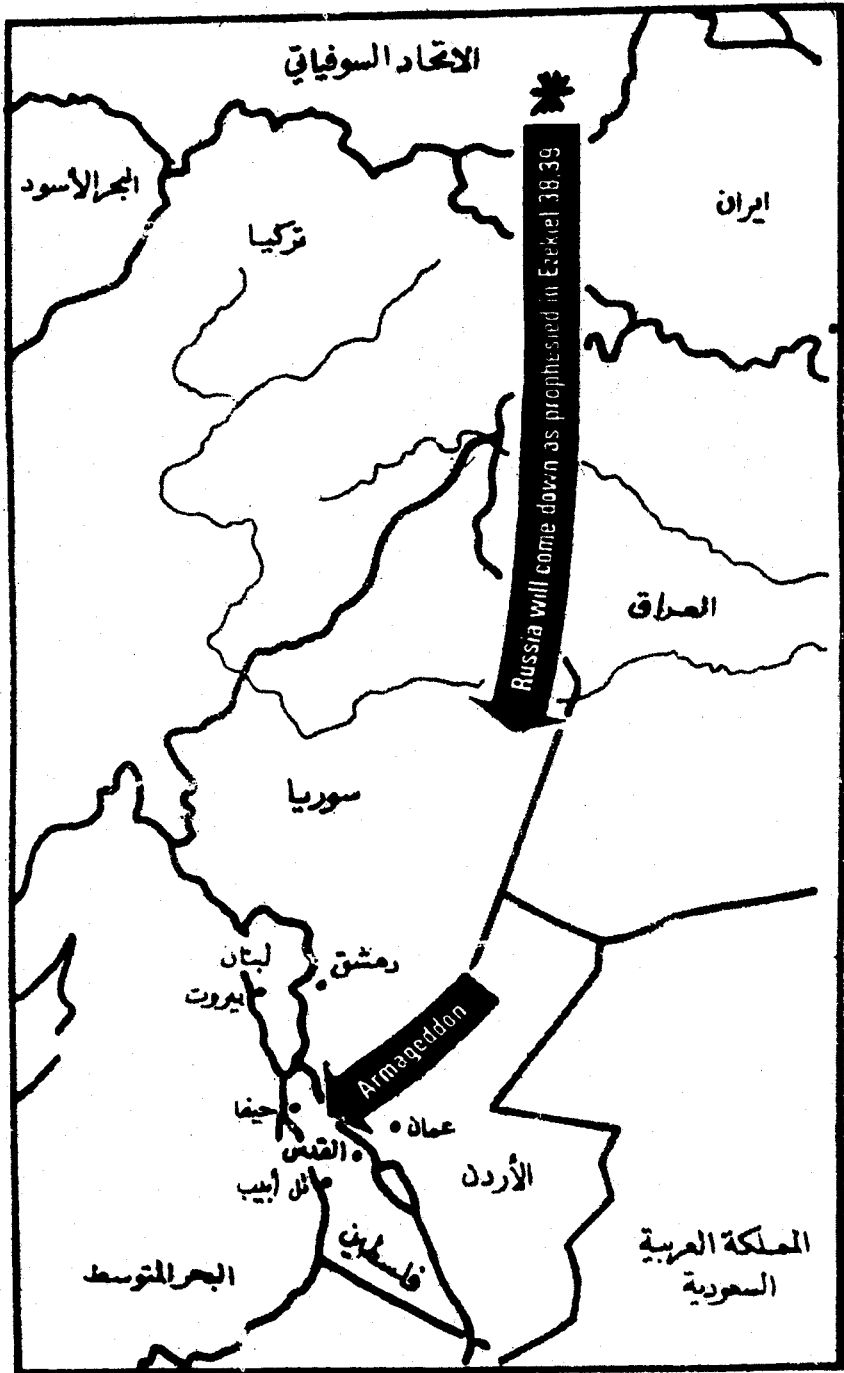 الاتحاد السوفياتي
البحر الأسود
تركيا
ايران
Russia will come down as prophesied in Ezekiel 38,39
العراق
سوريا
لبنان
دمشق
بيروت
Armageddon
حيفا
عمان
القدس
تل أبيب
الأردن
فلسطين
البحر المتوسط
المملكة العربية
السعودية